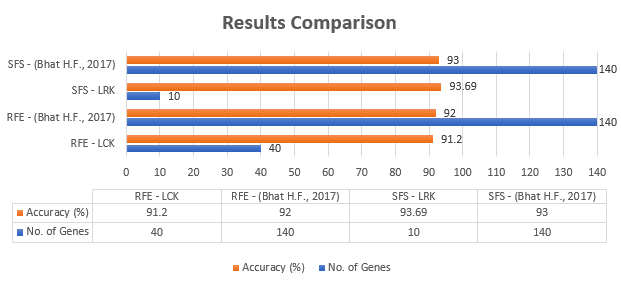 Results Comparison
SFS - (Bhat H.F., 2017)
93
140
SFS - LRK
93.69
10
RFE - (Bhat H.F., 2017)
92
140
RFE - LCK
91.2
40
0 10 20 30 40 50 60 70 80 90 100 110 120 130 140
RFE - LCK RFE - (Bhat H.F., 2017) SFS - LRK SFS - (Bhat H.F., 2017)
Accuracy (%) 91.2 92 93.69 93
No. of Genes 40 140 10 140
Accuracy (%) No. of Genes